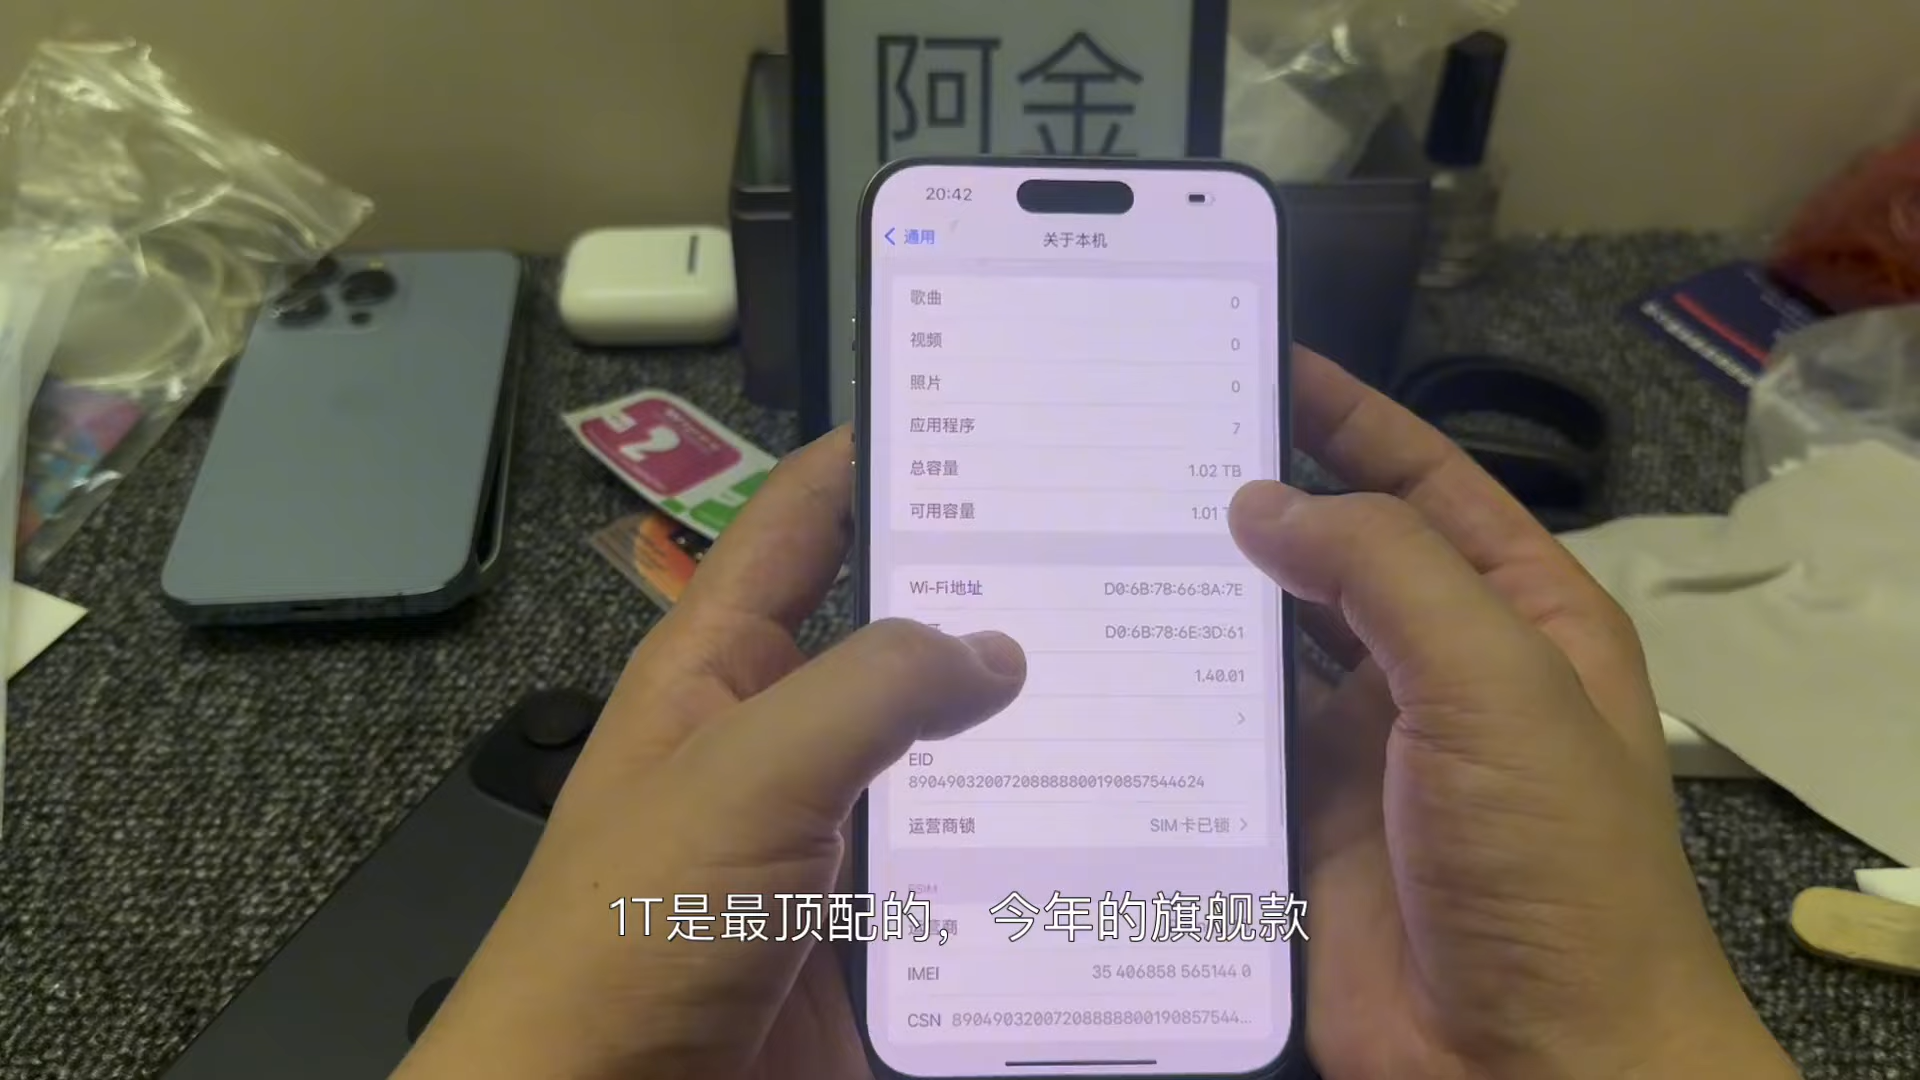 阿金
20:42
通用
关于本机
歌曲 0
视频 0
照片 0
应用程序 7
总容量 1.02 TB
可用容量 1.01
Wi-Fi地址 D0:6B:78:66:8A:7E
D0:6B:78:6E:3D:61
1.40.01
EID
89049032007208888800190857544624
运营商锁 SIM卡已锁
1T是最顶配的， 今年的旗舰款
IMEI 35 406858 565144 0
CSN 89049032007208888800190857544...
2